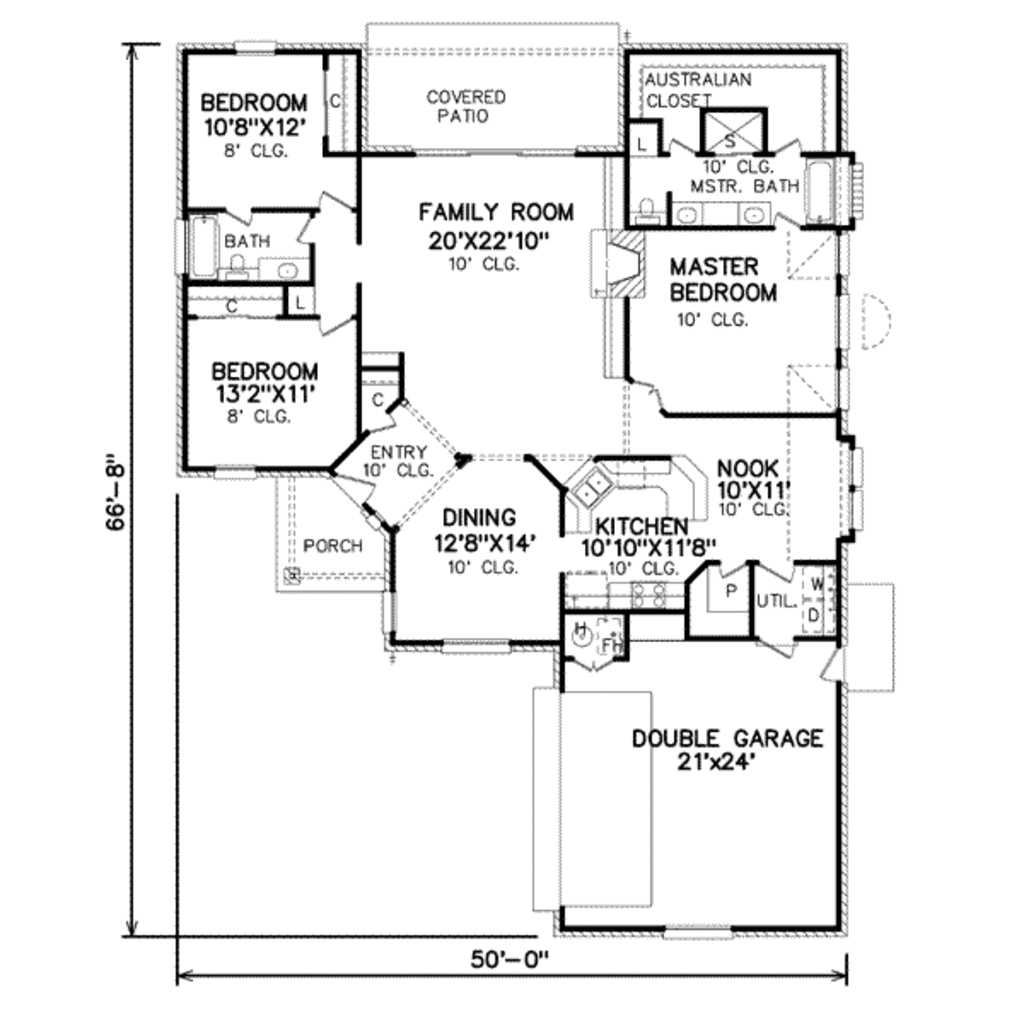 AUSTRALIAN
CLOSET
BEDROOM
10'8"X12'
8' CLG.
C
COVERED
PATIO
L
S
10' CLG.
MSTR. BATH
FAMILY ROOM
20'X22'10"
10' CLG.
BATH
MASTER
BEDROOM
10' CLG.
C
L
BEDROOM
13'2"X11'
8' CLG.
C
ENTRY
10' CLG.
66'-8"
NOOK
10'X11'
10' CLG.
DINING
12'8"X14'
10' CLG.
KITCHEN
10'10"X11'8"
10' CLG.
PORCH
P
UTIL.
W
D
H
FH
DOUBLE GARAGE
21'x24'
50'-0"